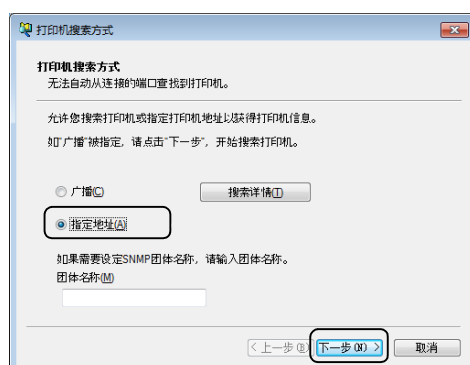 打印机搜索方式
打印机搜索方式
无法自动从连接的端口查找到打印机。
允许您搜索打印机或指定打印机地址以获得打印机信息。
如"广播"被指定，请点击"下一步"，开始搜索打印机。
广播(C) 搜索详情(T)
指定地址(A)
如果需要设定SNMP团体名称，请输入团体名称。
团体名称(M)
< 上一步(B) 下一步(N) > 取消